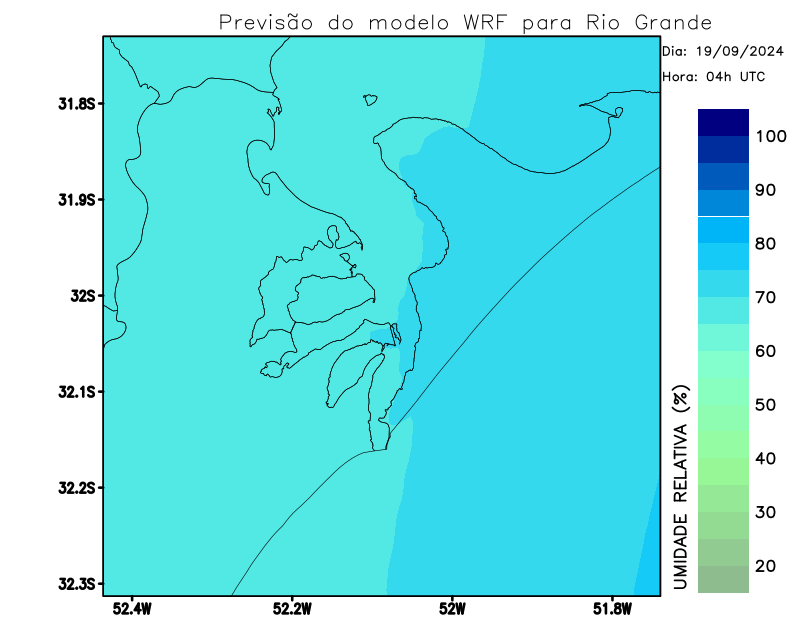 Previsão do modelo WRF para Rio Grande
Dia: 19/09/2024
Hora: 04h UTC
31.8S
31.9S
32S
32.1S
32.2S
32.3S
52.4W
52.2W
52W
51.8W
100
90
80
70
60
50
40
30
20
UMIDADE RELATIVA (%)